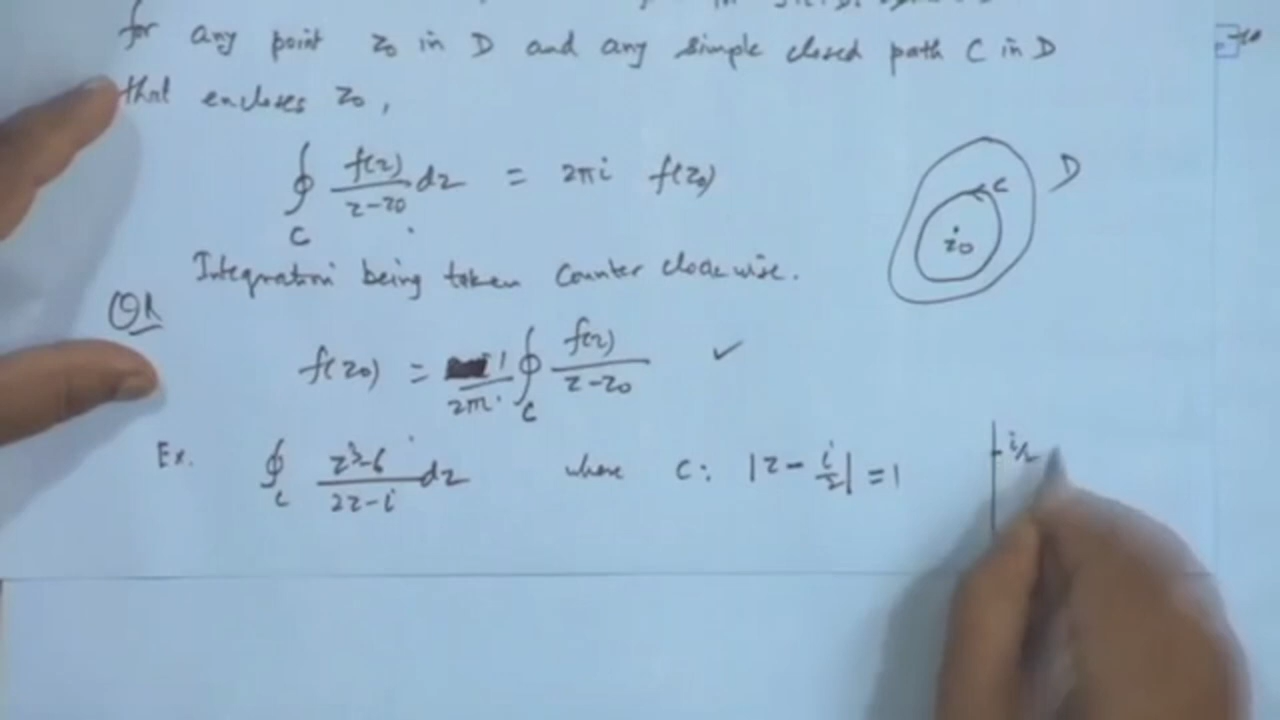 for any point z0 in D and any simple closed path C in D
that encloses z0,
∮C f(z)/(z-z0) dz = 2πi f(z0)
D
C
z0
Integration being taken Counter clockwise.
OR
f(z0) = 1/2πi ∮C f(z)/(z-z0) ✓
Ex. ∮C (z³-6)/(2z-i) dz where C: |z - i/2| = 1
i/2